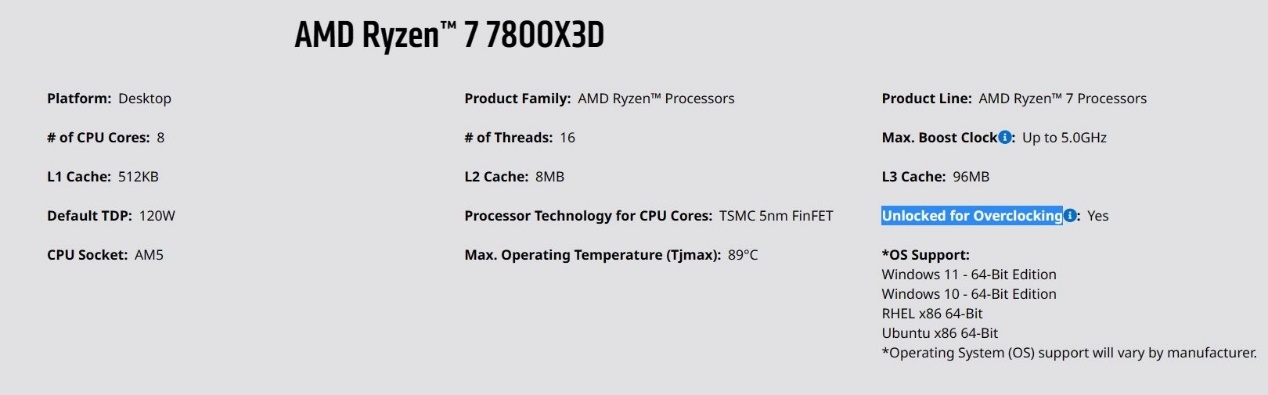 AMD Ryzen™ 7 7800X3D
Platform: Desktop
Product Family: AMD Ryzen™ Processors
Product Line: AMD Ryzen™ 7 Processors
# of CPU Cores: 8
# of Threads: 16
Max. Boost Clock: Up to 5.0GHz
L1 Cache: 512KB
L2 Cache: 8MB
L3 Cache: 96MB
Default TDP: 120W
Processor Technology for CPU Cores: TSMC 5nm FinFET
Unlocked for Overclocking: Yes
CPU Socket: AM5
Max. Operating Temperature (Tjmax): 89°C
*OS Support:
Windows 11 - 64-Bit Edition
Windows 10 - 64-Bit Edition
RHEL x86 64-Bit
Ubuntu x86 64-Bit
*Operating System (OS) support will vary by manufacturer.